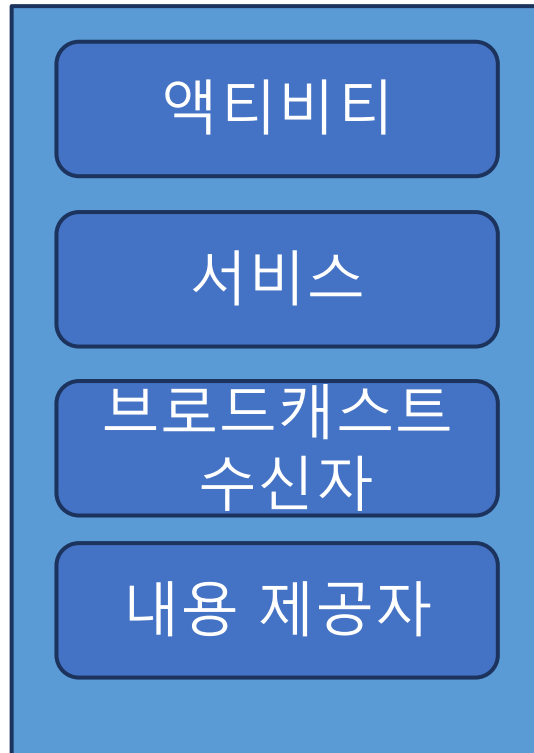 액티비티
서비스
브로드캐스트
수신자
내용 제공자